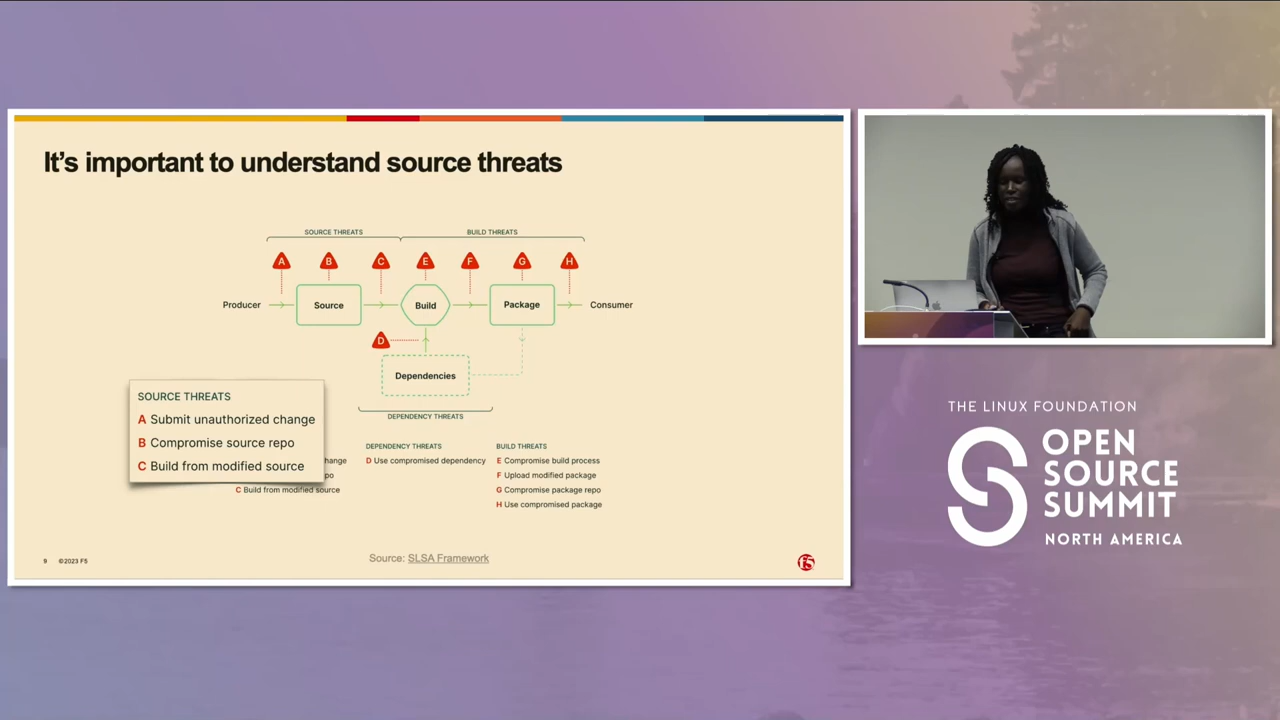 It's important to understand source threats
SOURCE THREATS
BUILD THREATS
A
B
C
E
F
G
H
Producer
Source
Build
Package
Consumer
D
Dependencies
DEPENDENCY THREATS
SOURCE THREATS
A Submit unauthorized change
B Compromise source repo
C Build from modified source
C Build from modified source
DEPENDENCY THREATS
D Use compromised dependency
BUILD THREATS
E Compromise build process
F Upload modified package
G Compromise package repo
H Use compromised package
Source: SLSA Framework
9 ©2023 F5
f5
THE LINUX FOUNDATION
OPEN
SOURCE
SUMMIT
NORTH AMERICA